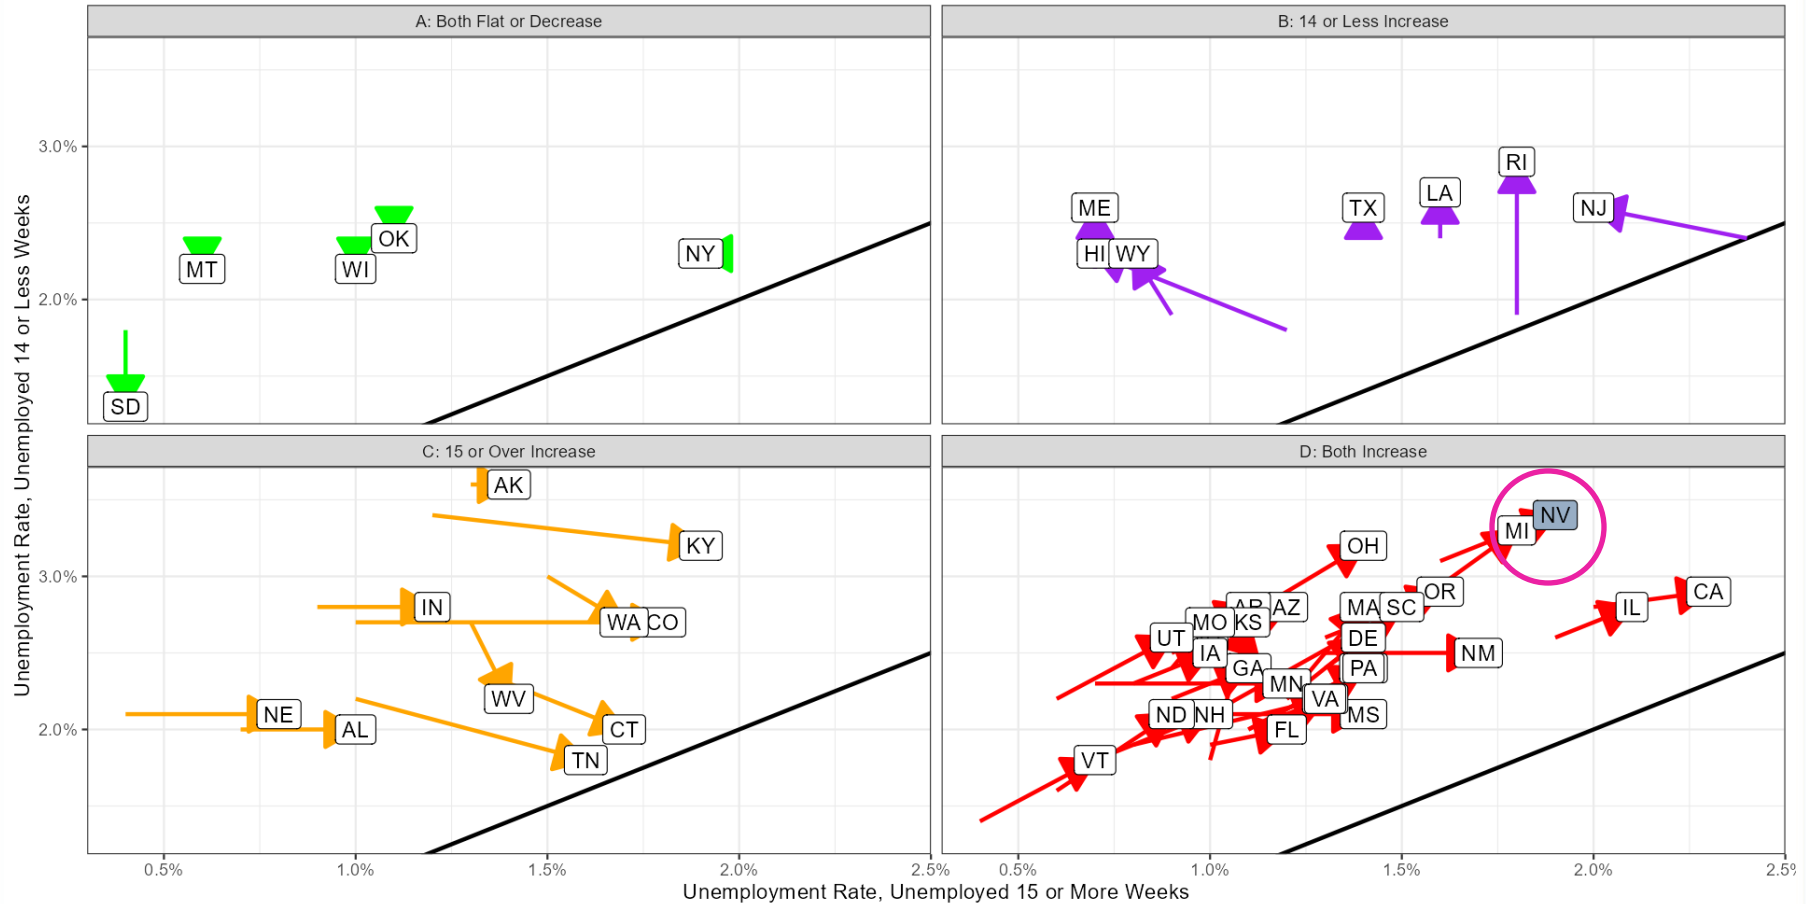 A: Both Flat or Decrease
B: 14 or Less Increase
Unemployment Rate, Unemployed 14 or Less Weeks
3.0%
2.0%
OK
MT
WI
NY
SD
RI
LA
ME
TX
NJ
HI
WY
C: 15 or Over Increase
D: Both Increase
3.0%
2.0%
AK
KY
IN
WA
CO
WV
NE
AL
CT
TN
NV
MI
OH
OR
CA
IL
AR
AZ
MA
SC
MO
KS
UT
DE
IA
NM
GA
PA
MN
VA
ND
NH
MS
FL
VT
0.5%
1.0%
1.5%
2.0%
2.5%
0.5%
1.0%
1.5%
2.0%
2.5%
Unemployment Rate, Unemployed 15 or More Weeks